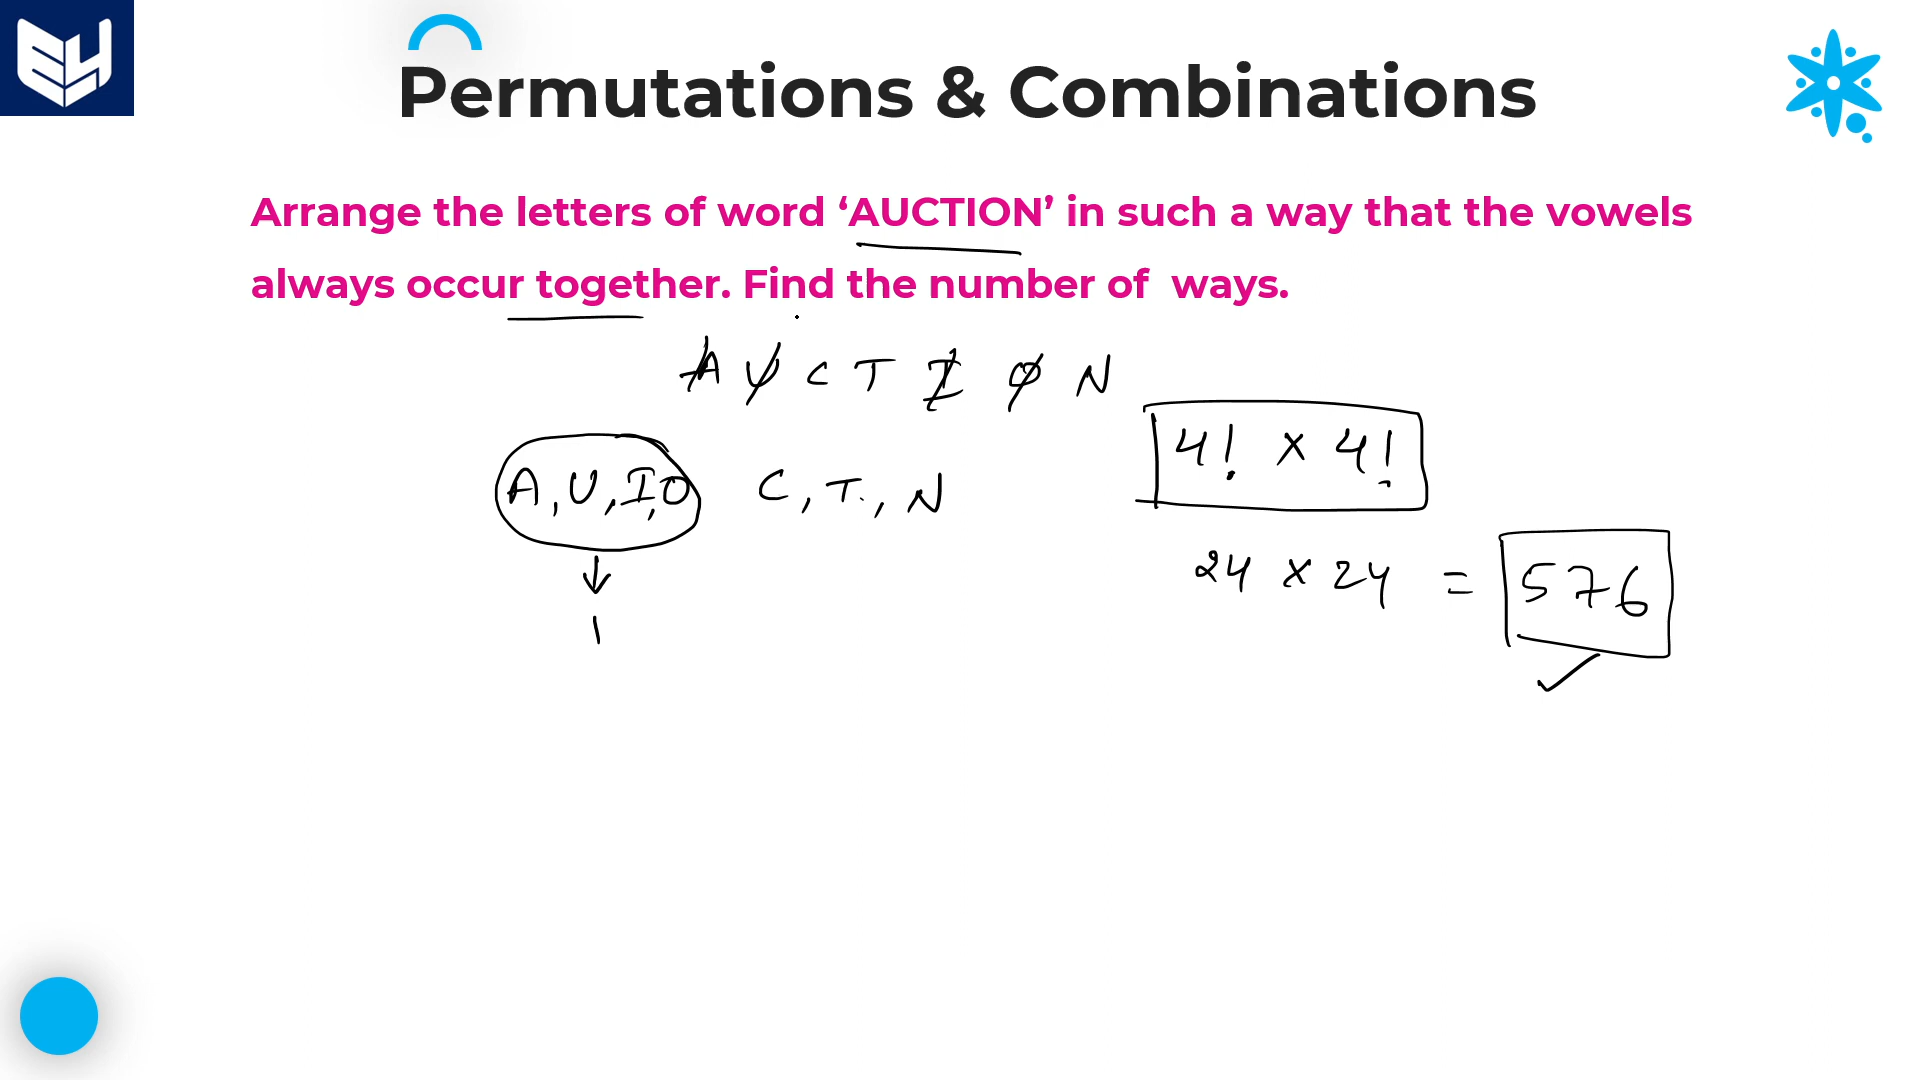 Permutations & Combinations
Arrange the letters of word ‘AUCTION’ in such a way that the vowels
always occur together. Find the number of ways.
A U C T I O N
4! × 4!
A, U, I, O C, T, N
24 × 24 = 576
1